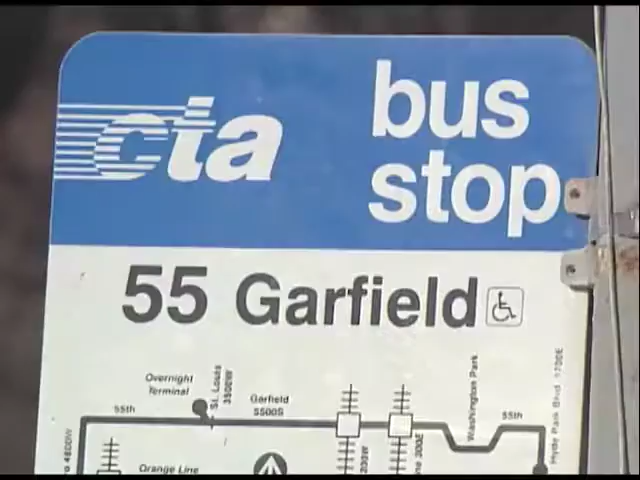 cta
bus
stop
55 Garfield
Overnight
Terminal
St. Louis
3500W
Garfield
5500S
55th
Washington Park
55th
Hyde Park Blvd.
Orange Line